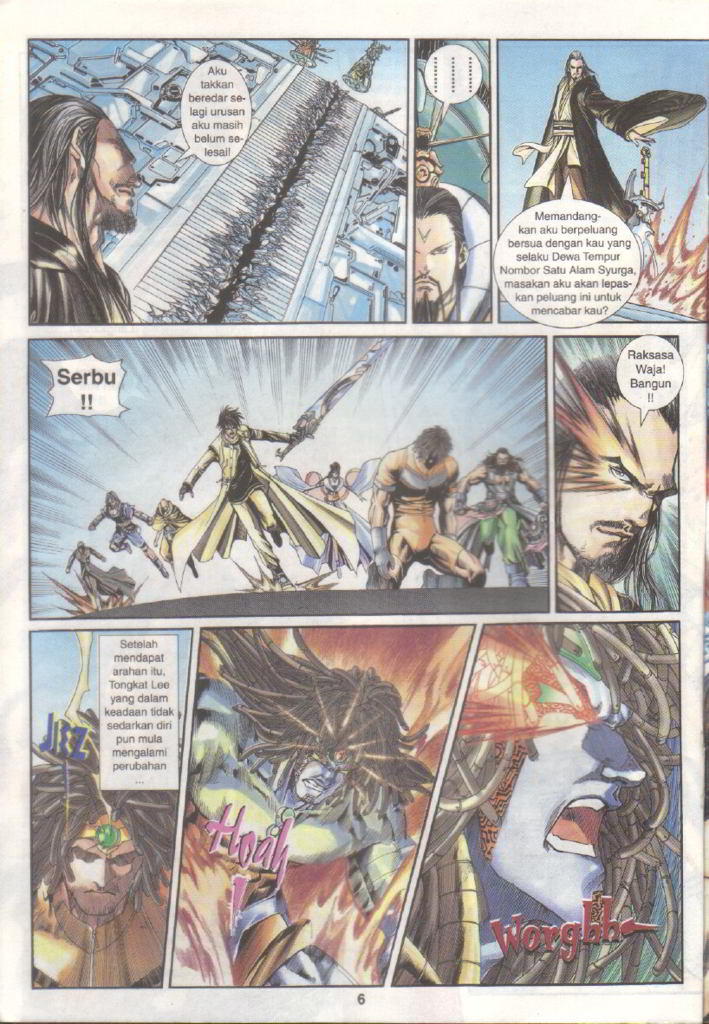 Aku
takkan
beredar se-
lagi urusan
aku masih
belum se-
lesai!
Memandang-
kan aku berpeluang
bersua dengan kau yang
selaku Dewa Tempur
Nombor Satu Alam Syurga,
masakan aku akan lepas-
kan peluang ini untuk
mencabar kau?
Serbu
!!
Raksasa
Waja!
Bangun
!!
Setelah
mendapat
arahan itu,
Tongkat Lee
yang dalam
keadaan tidak
sedarkan diri
pun mula
mengalami
perubahan
...
Hoah
!
Worghh
6